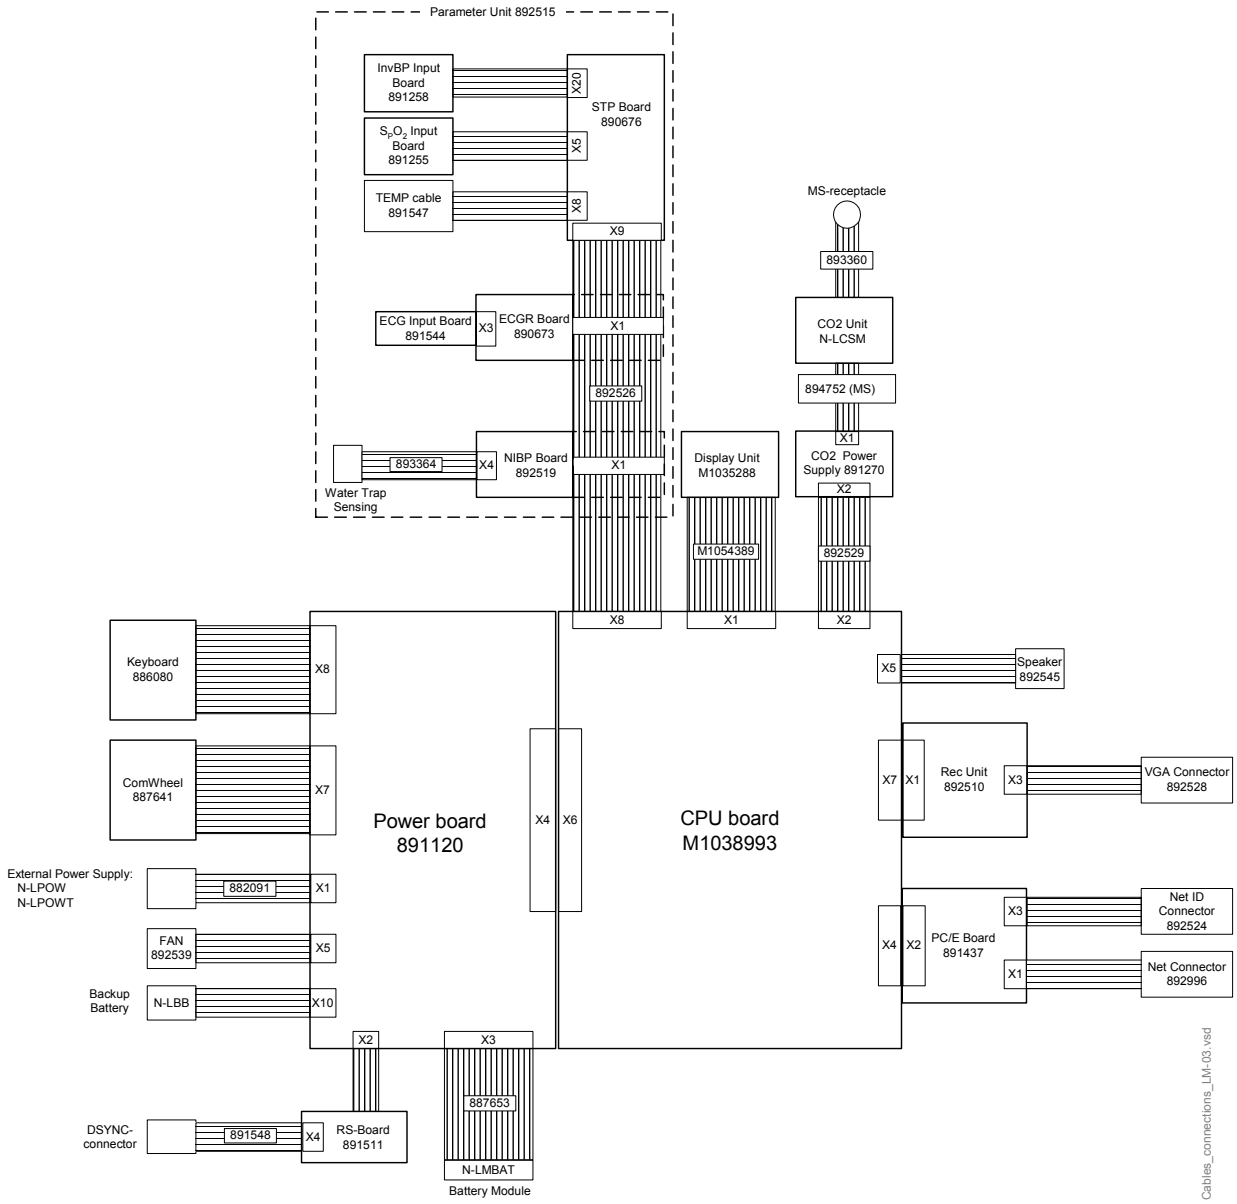 Parameter Unit 892515
InvBP Input
Board
891258
X20
STP Board
890676
SPO2 Input
Board
891255
X5
TEMP cable
891547
X8
X9
MS-receptacle
893360
ECG Input Board
891544
X3
ECGR Board
890673
X1
CO2 Unit
N-LCSM
892526
894752 (MS)
X1
893364
X4
NIBP Board
892519
X1
Display Unit
M1035288
CO2 Power
Supply 891270
X2
Water Trap
Sensing
M1054389
892529
X8
X1
X2
Keyboard
886080
X8
X5
Speaker
892545
ComWheel
887641
X7
Power board
891120
X4
X6
CPU board
M1038993
X7
X1
Rec Unit
892510
X3
VGA Connector
892528
External Power Supply:
N-LPOW
N-LPOWT
882091
X1
FAN
892539
X5
X4
X2
PC/E Board
891437
X3
Net ID
Connector
892524
X1
Net Connector
892996
Backup
Battery
N-LBB
X10
X2
X3
887653
DSYNC-
connector
891548
X4
RS-Board
891511
N-LMBAT
Battery Module
Cables_connections_LM-03.vsd